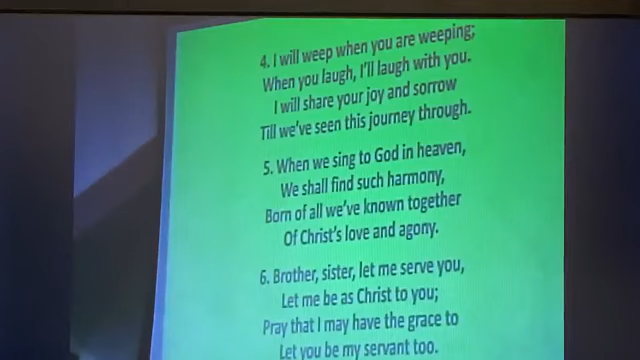 4. I will weep when you are weeping;
When you laugh, I'll laugh with you.
I will share your joy and sorrow
Till we've seen this journey through.
5. When we sing to God in heaven,
We shall find such harmony,
Born of all we've known together
Of Christ's love and agony.
6. Brother, sister, let me serve you,
Let me be as Christ to you;
Pray that I may have the grace to
Let you be my servant too.